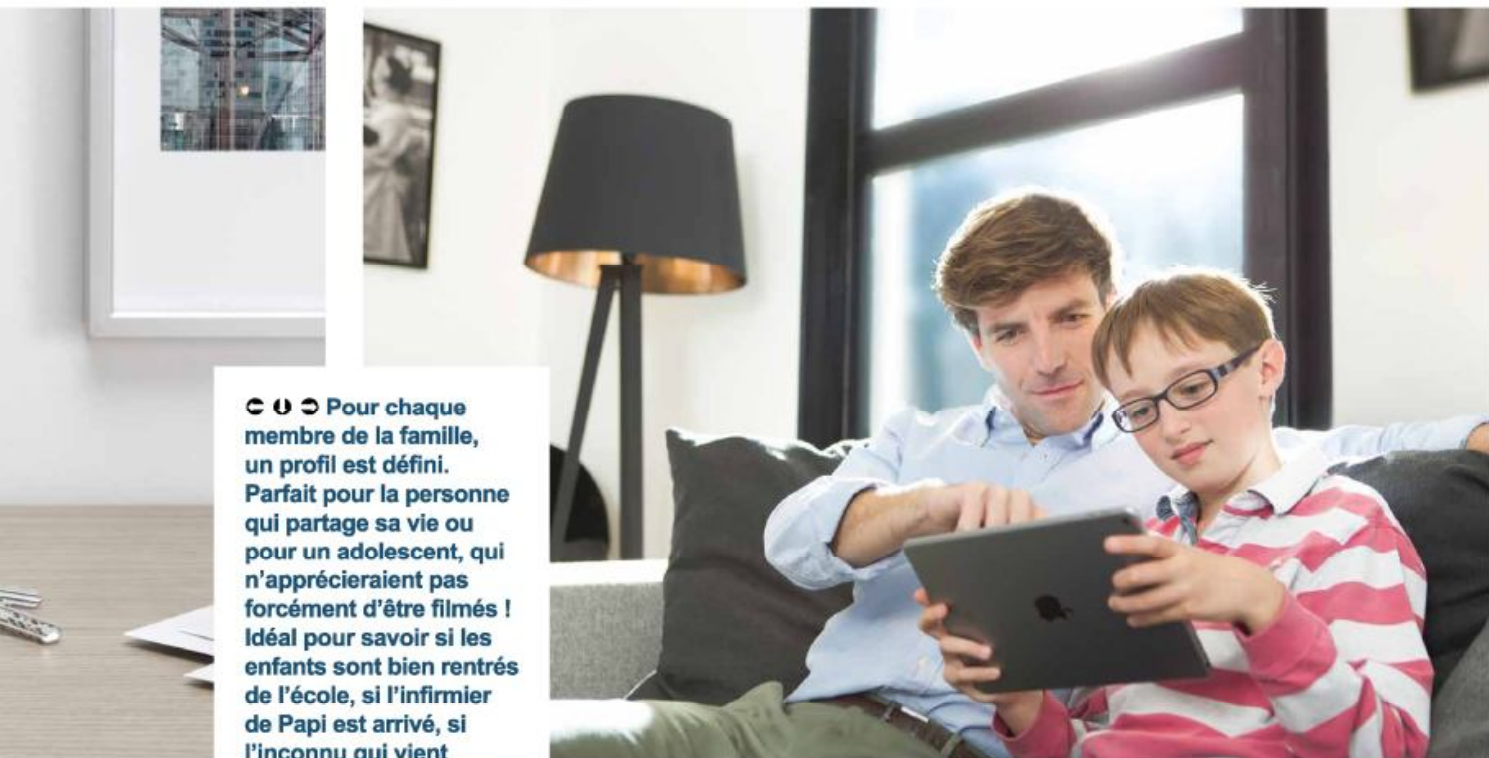 Pour chaque
membre de la famille,
un profil est défini.
Parfait pour la personne
qui partage sa vie ou
pour un adolescent, qui
n’apprécieraient pas
forcément d’être filmés !
Idéal pour savoir si les
enfants sont bien rentrés
de l’école, si l’infirmier
de Papi est arrivé, si
l’inconnu qui vient